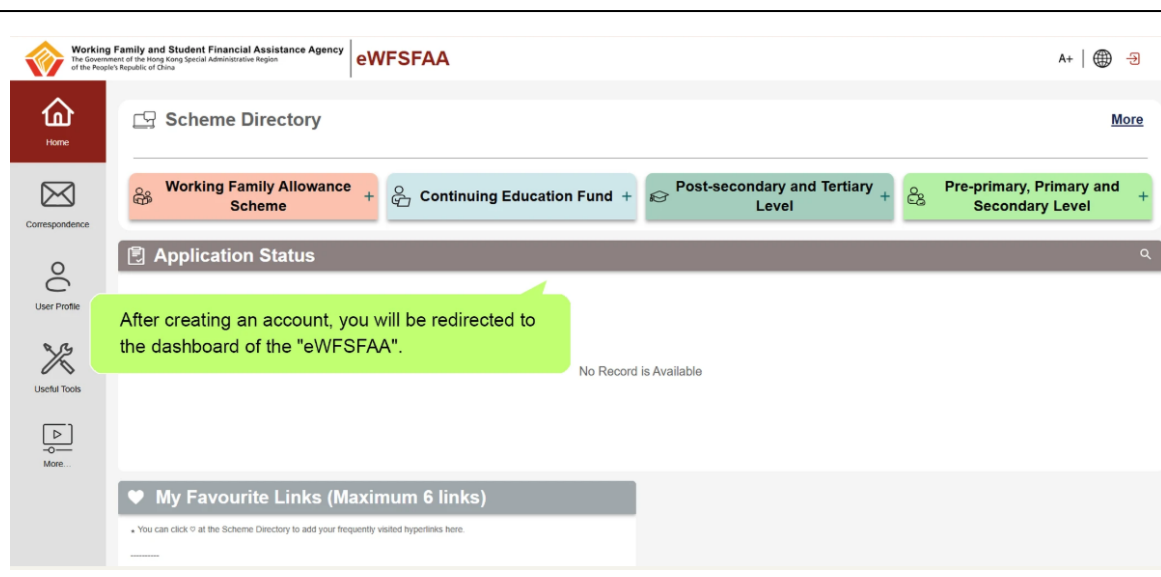 Working Family and Student Financial Assistance Agency
The Government of the Hong Kong Special Administrative Region
of the People's Republic of China
eWFSFAA
A+
Home
Scheme Directory
More
Working Family Allowance
Scheme
+
Continuing Education Fund +
Post-secondary and Tertiary
Level
+
Pre-primary, Primary and
Secondary Level
+
Correspondence
Application Status
User Profile
After creating an account, you will be redirected to
the dashboard of the "eWFSFAA".
No Record is Available
Useful Tools
More...
My Favourite Links (Maximum 6 links)
• You can click ♡ at the Scheme Directory to add your frequently visited hyperlinks here.
----------